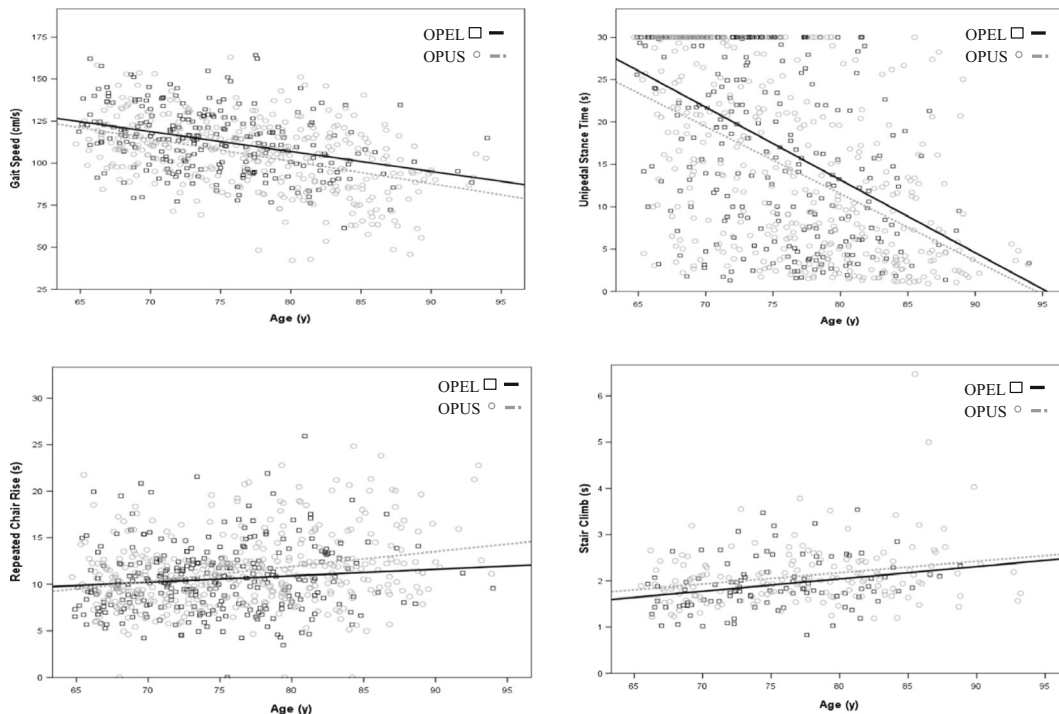 175
150
125
100
75
50
25
Gait Speed (cm/s)
OPEL
OPUS
65 70 75 80 85 90 95
Age (y)
30
25
20
15
10
5
0
Unipedal Stance Time (s)
OPEL
OPUS
65 70 75 80 85 90 95
Age (y)
30
25
20
15
10
5
0
Repeated Chair Rise (s)
OPEL
OPUS
65 70 75 80 85 90 95
Age (y)
6
5
4
3
2
1
0
Stair Climb (s)
OPEL
OPUS
65 70 75 80 85 90 95
Age (y)